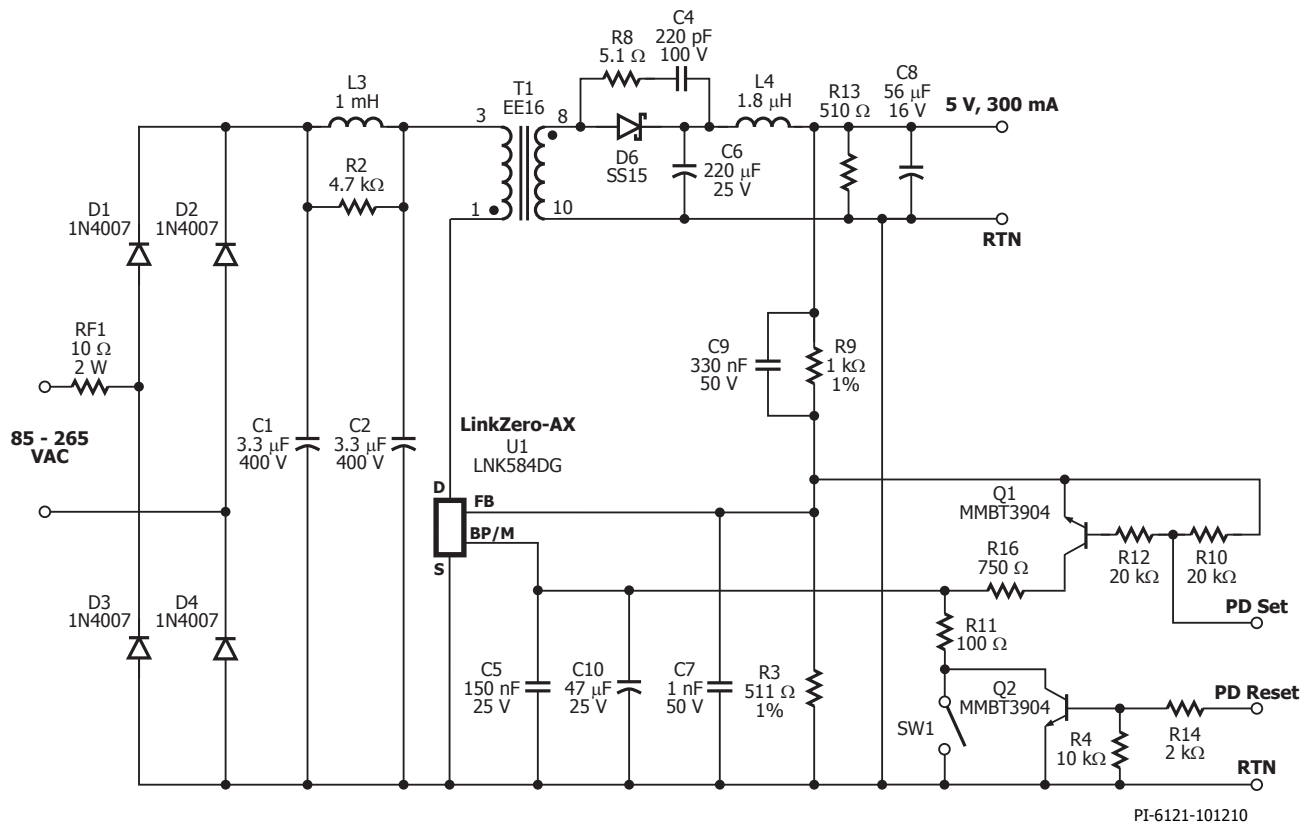 C4
220 pF
100 V
R8
5.1 Ω
L3
1 mH
T1
EE16
3
8
L4
1.8 µH
R13
510 Ω
C8
56 µF
16 V
5 V, 300 mA
D6
SS15
C6
220 µF
25 V
R2
4.7 kΩ
1
10
RTN
D1
1N4007
D2
1N4007
RF1
10 Ω
2 W
C9
330 nF
50 V
R9
1 kΩ
1%
85 - 265
VAC
C1
3.3 µF
400 V
C2
3.3 µF
400 V
LinkZero-AX
U1
LNK584DG
D
FB
BP/M
S
Q1
MMBT3904
R16
750 Ω
R12
20 kΩ
R10
20 kΩ
PD Set
D3
1N4007
D4
1N4007
R11
100 Ω
C5
150 nF
25 V
C10
47 µF
25 V
C7
1 nF
50 V
R3
511 Ω
1%
Q2
MMBT3904
PD Reset
SW1
R4
10 kΩ
R14
2 kΩ
RTN
PI-6121-101210